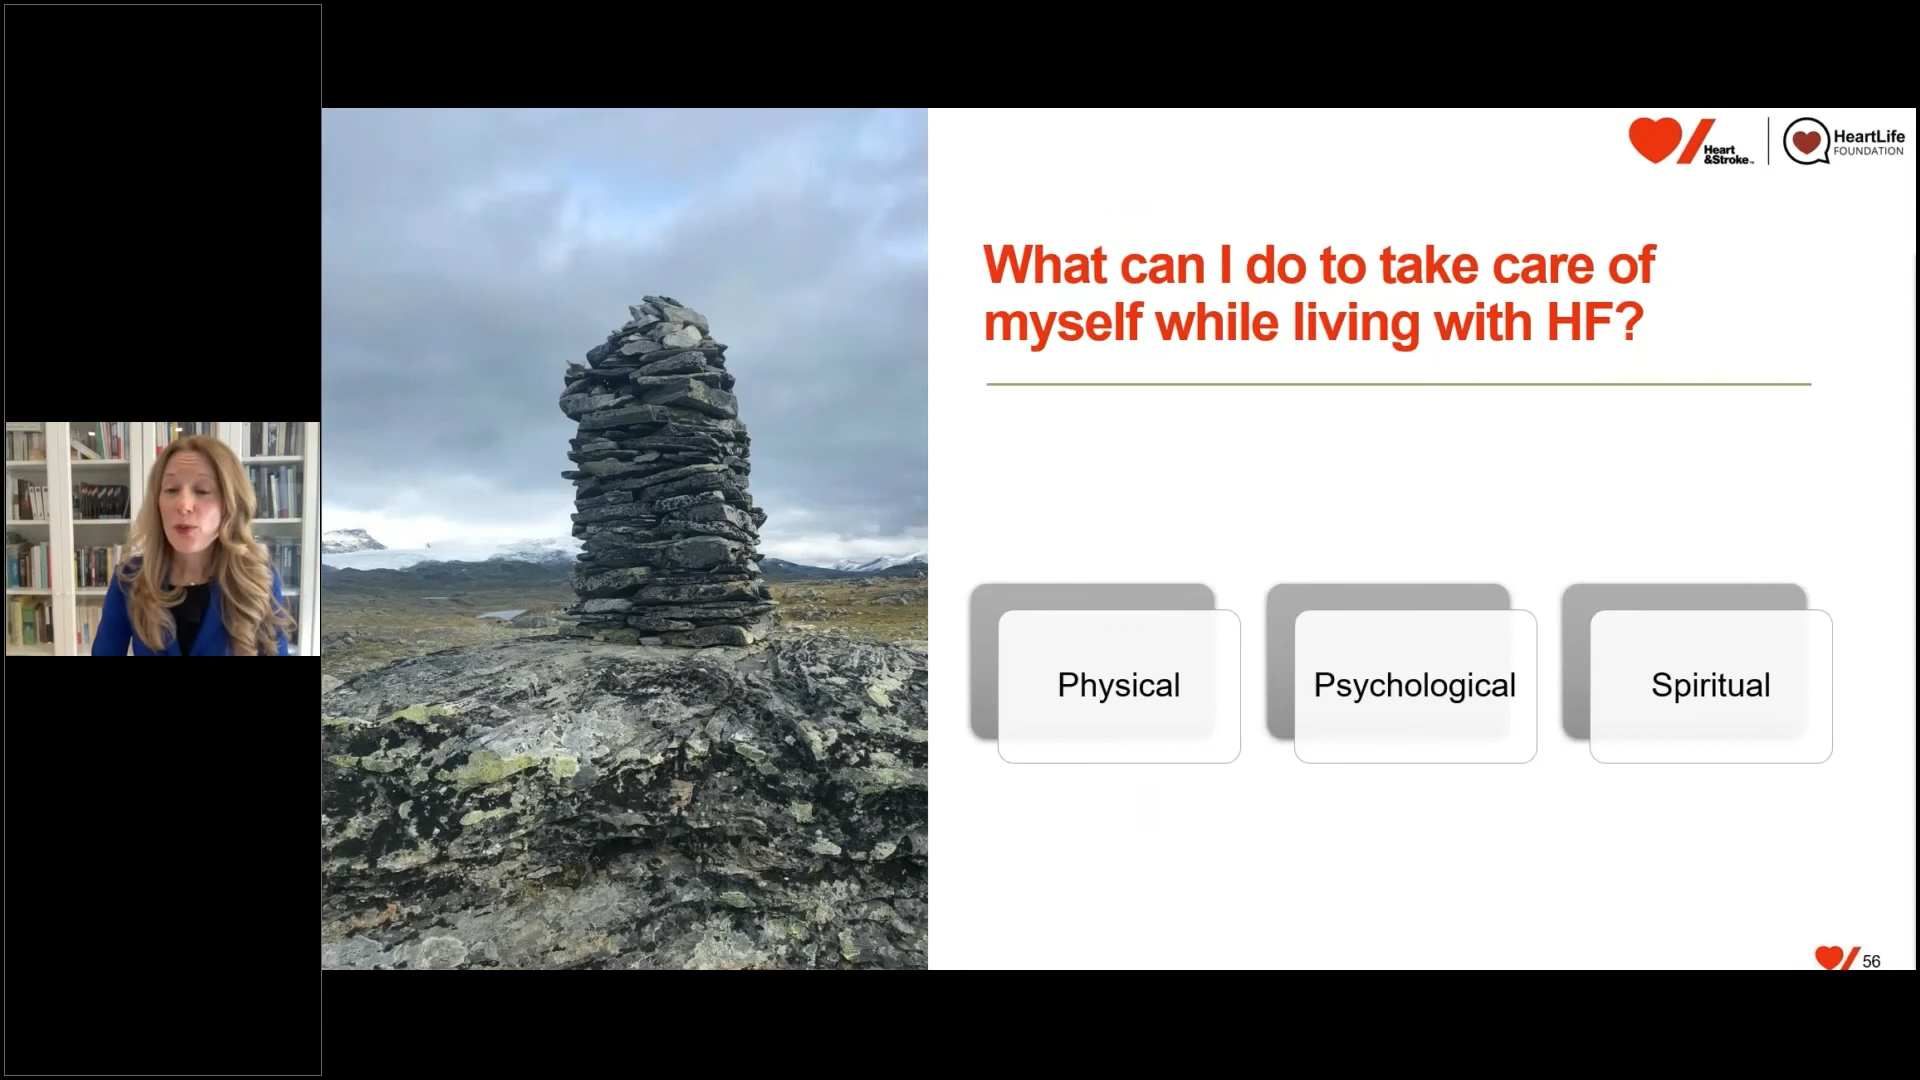 Heart
&Stroke™
HeartLife
FOUNDATION
What can I do to take care of
myself while living with HF?
Physical
Psychological
Spiritual
56